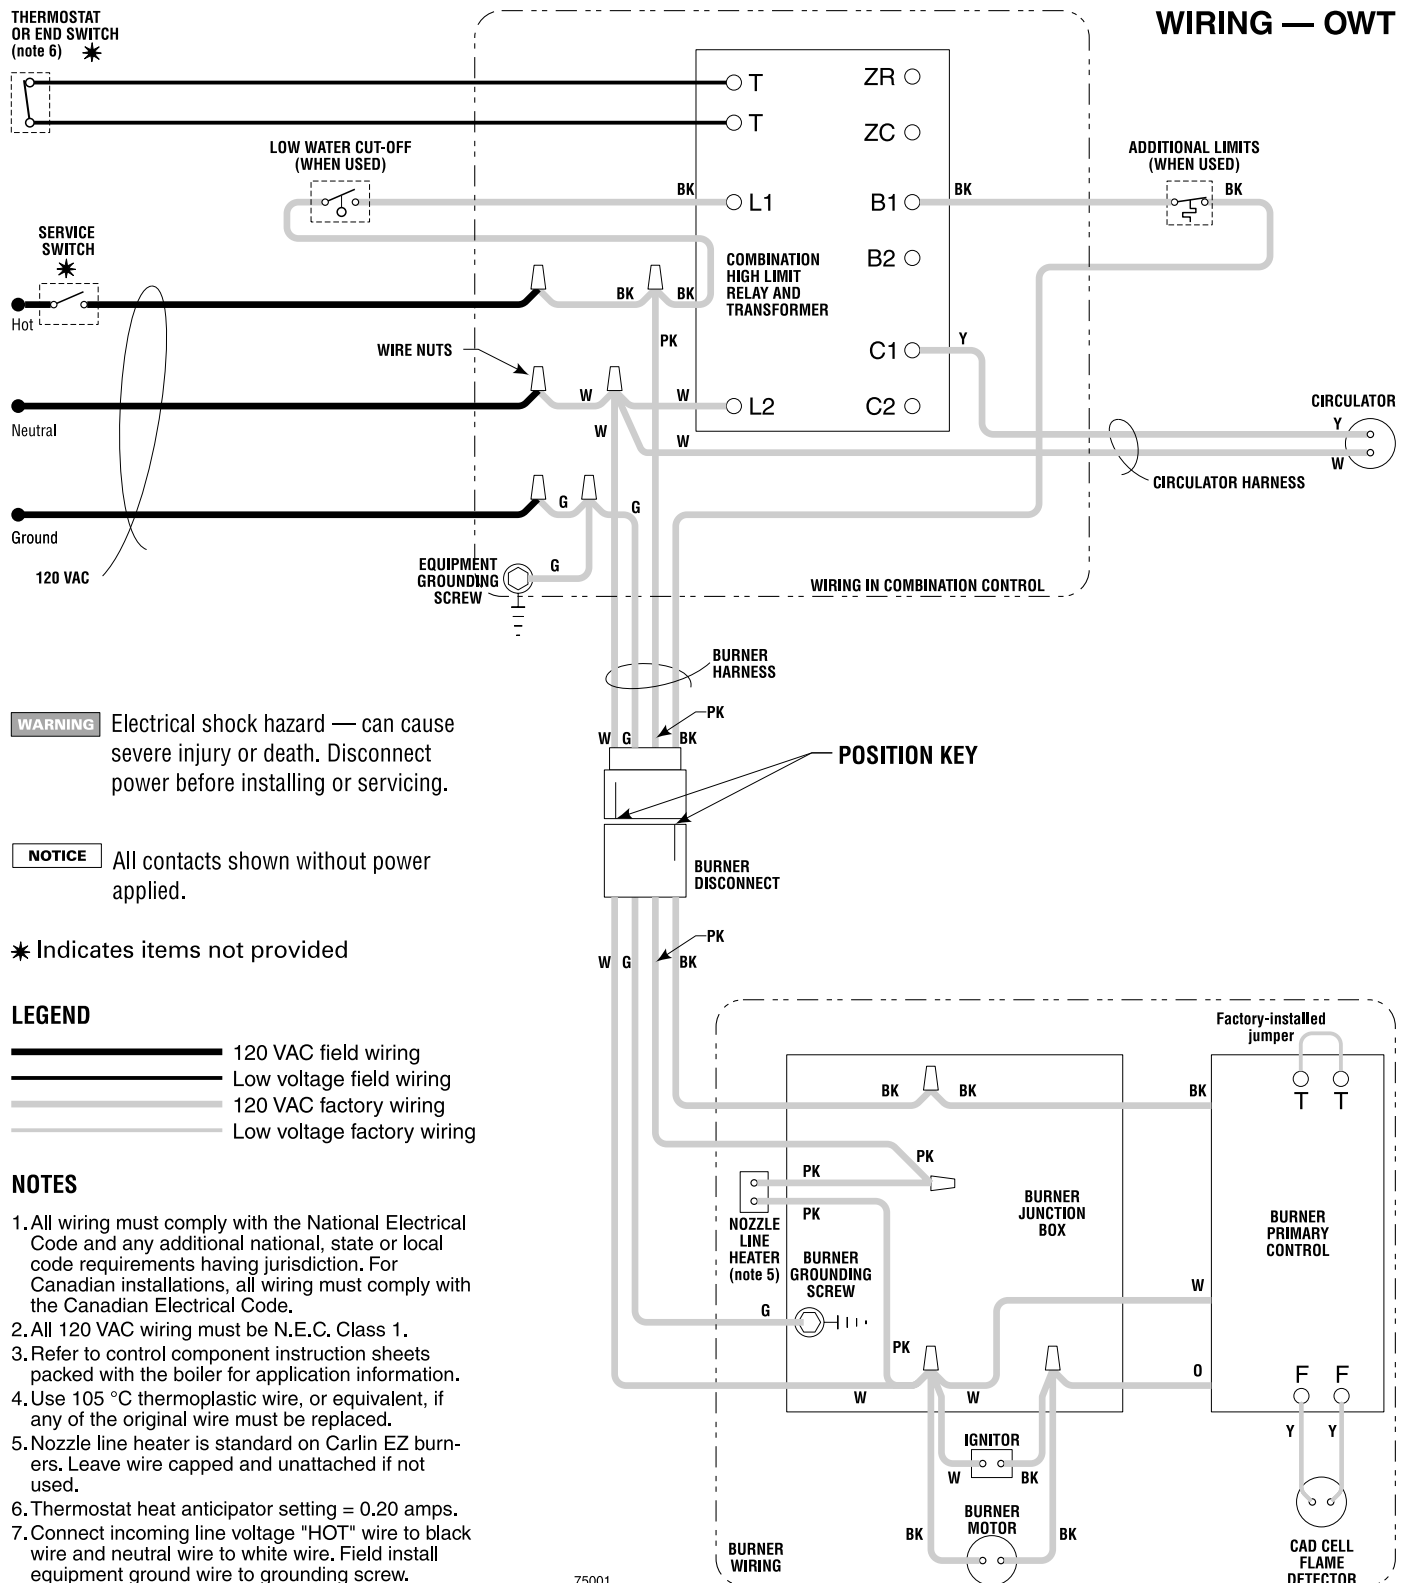 THERMOSTAT
OR END SWITCH
(note 6) ✷
WIRING — OWT
T
T
ZR
ZC
LOW WATER CUT-OFF
(WHEN USED)
ADDITIONAL LIMITS
(WHEN USED)
BK
L1
B1
BK
BK
SERVICE
SWITCH
✷
B2
COMBINATION
HIGH LIMIT
RELAY AND
TRANSFORMER
BK
BK
Hot
PK
WIRE NUTS
C1
Y
W
W
L2
C2
Neutral
W
W
CIRCULATOR
Y
W
CIRCULATOR HARNESS
G
G
Ground
120 VAC
EQUIPMENT
GROUNDING
SCREW
G
WIRING IN COMBINATION CONTROL
BURNER
HARNESS
PK
W
G
BK
POSITION KEY
WARNING
Electrical shock hazard — can cause
severe injury or death. Disconnect
power before installing or servicing.
NOTICE
All contacts shown without power
applied.
BURNER
DISCONNECT
✷ Indicates items not provided
PK
W
G
BK
LEGEND
120 VAC field wiring
Low voltage field wiring
120 VAC factory wiring
Low voltage factory wiring
NOTES
1. All wiring must comply with the National Electrical
Code and any additional national, state or local
code requirements having jurisdiction. For
Canadian installations, all wiring must comply with
the Canadian Electrical Code.
2. All 120 VAC wiring must be N.E.C. Class 1.
3. Refer to control component instruction sheets
packed with the boiler for application information.
4. Use 105 °C thermoplastic wire, or equivalent, if
any of the original wire must be replaced.
5. Nozzle line heater is standard on Carlin EZ burn-
ers. Leave wire capped and unattached if not
used.
6. Thermostat heat anticipator setting = 0.20 amps.
7. Connect incoming line voltage "HOT" wire to black
wire and neutral wire to white wire. Field install
equipment ground wire to grounding screw.
75001
Factory-installed
jumper
BK
BK
BK
T
T
PK
PK
PK
NOZZLE
LINE
HEATER
(note 5)
BURNER
JUNCTION
BOX
BURNER
PRIMARY
CONTROL
BURNER
GROUNDING
SCREW
G
W
PK
W
W
O
F
F
Y
Y
IGNITOR
W
BK
BURNER
MOTOR
BK
BK
BURNER
WIRING
CAD CELL
FLAME
DETECTOR